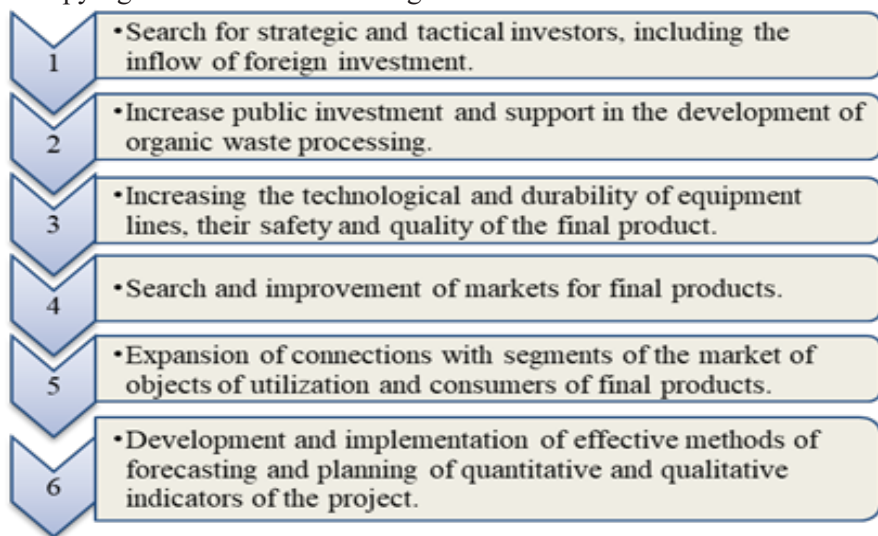 1
•Search for strategic and tactical investors, including the
inflow of foreign investment.
2
•Increase public investment and support in the development of
organic waste processing.
3
•Increasing the technological and durability of equipment
lines, their safety and quality of the final product.
4
•Search and improvement of markets for final products.
5
•Expansion of connections with segments of the market of
objects of utilization and consumers of final products.
6
•Development and implementation of effective methods of
forecasting and planning of quantitative and qualitative
indicators of the project.